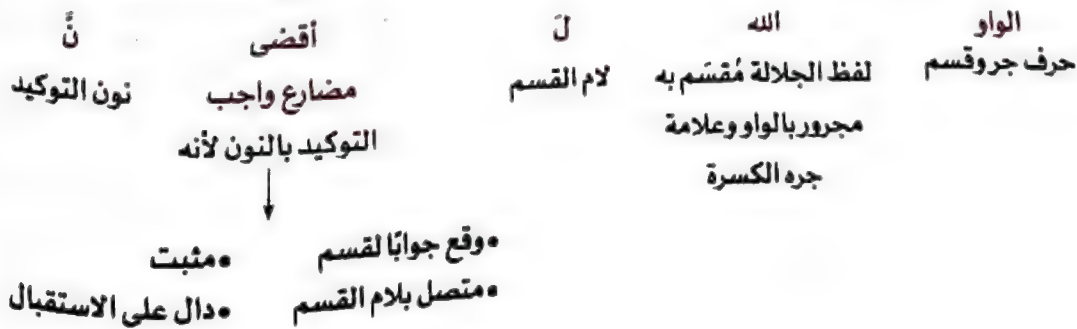 الواو الله لَ أقضى نَّ
حرف جر وقسم لفظ الجلالة مُقسَم به لام القسم مضارع واجب نون التوكيد
مجرور بالواو وعلامة التوكيد بالنون لأنه
جره الكسرة
•وقع جوابًا لقسم •مثبت
•متصل بلام القسم •دال على الاستقبال